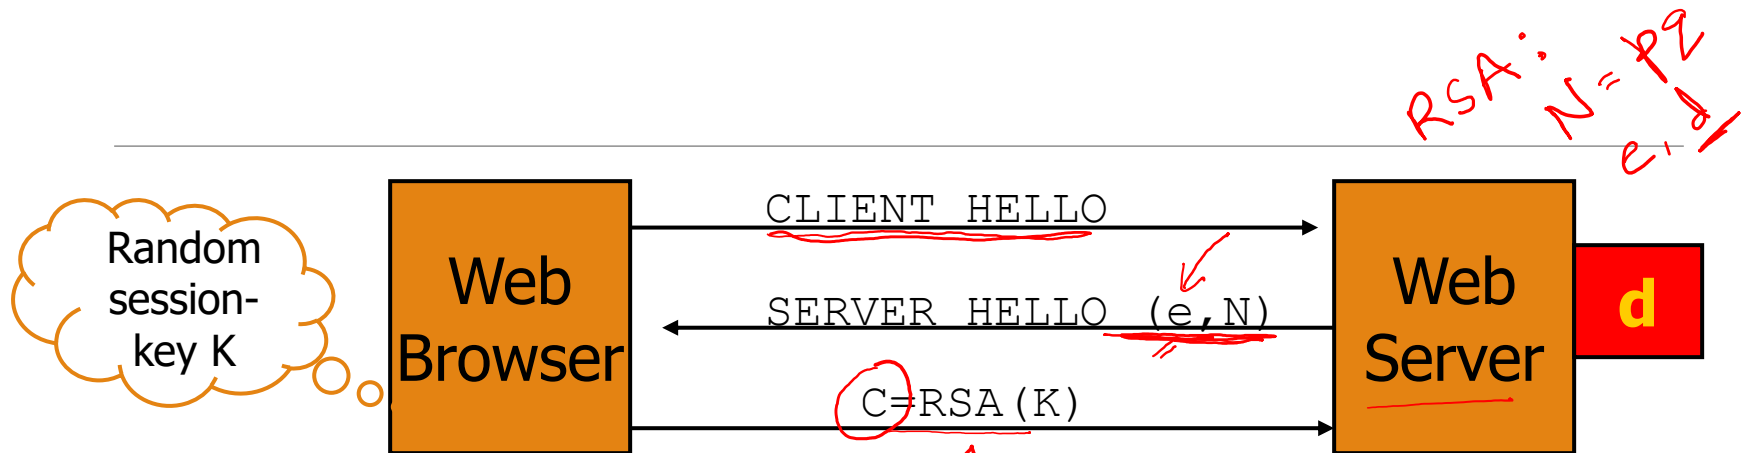 RSA:
N = pq
e, d
Random
session-
key K
Web
Browser
CLIENT HELLO
SERVER HELLO (e,N)
C=RSA(K)
Web
Server
d